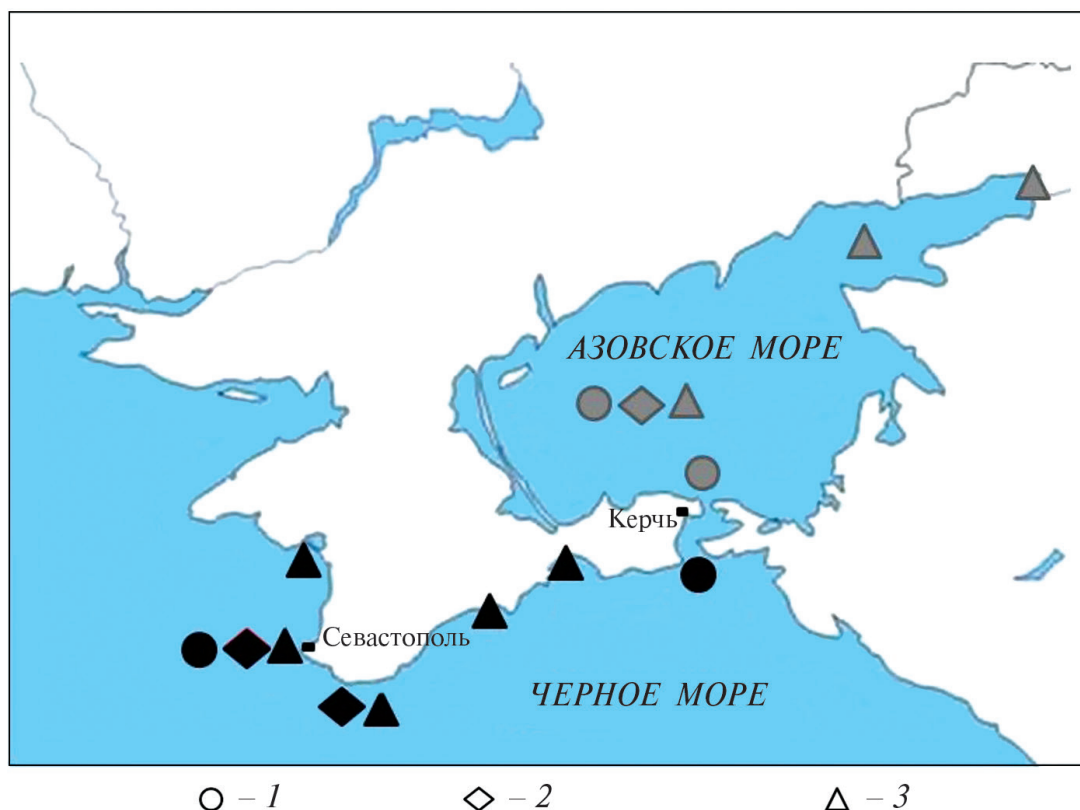 АЗОВСКОЕ МОРЕ
Керчь
Севастополь
ЧЕРНОЕ МОРЕ
– 1 – 2 – 3